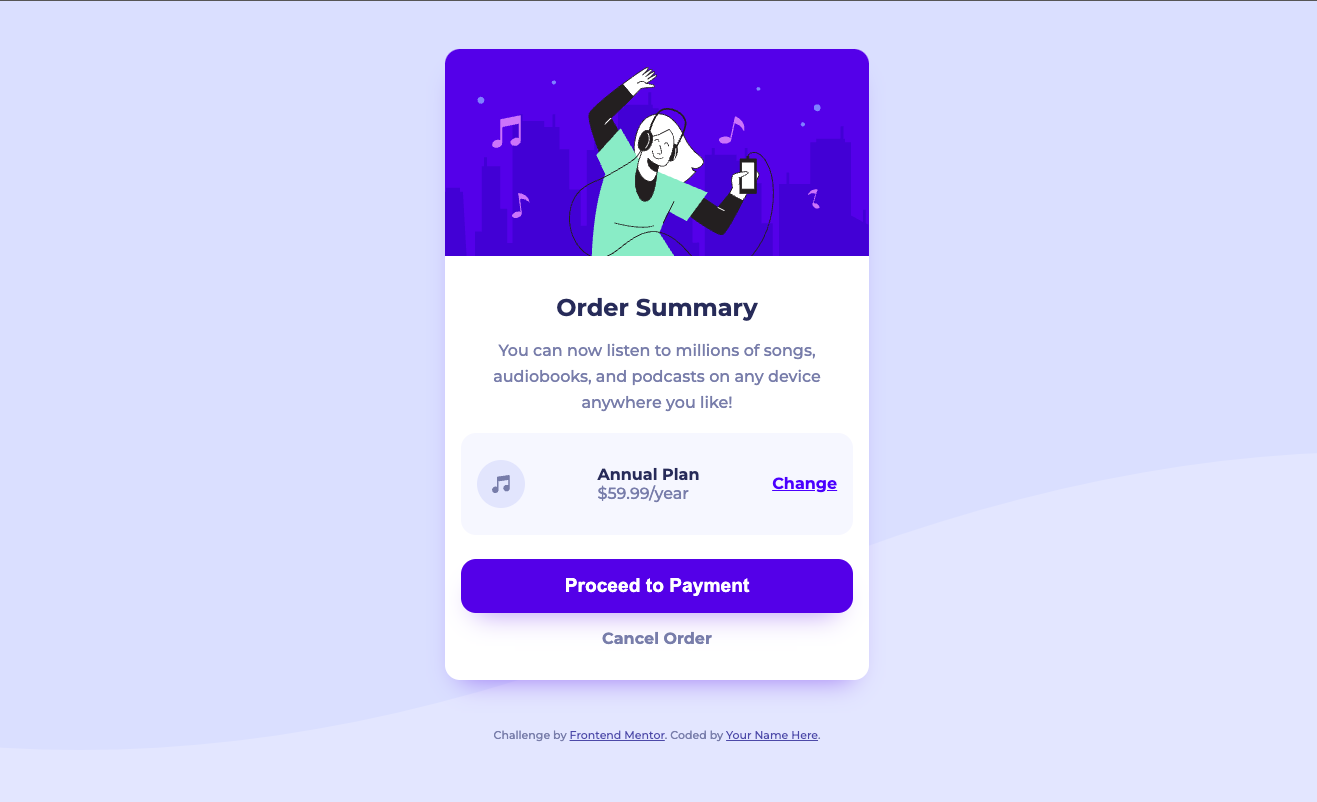 Order Summary
You can now listen to millions of songs,
audiobooks, and podcasts on any device
anywhere you like!
Annual Plan
$59.99/year
Change
Proceed to Payment
Cancel Order
Challenge by Frontend Mentor. Coded by Your Name Here.